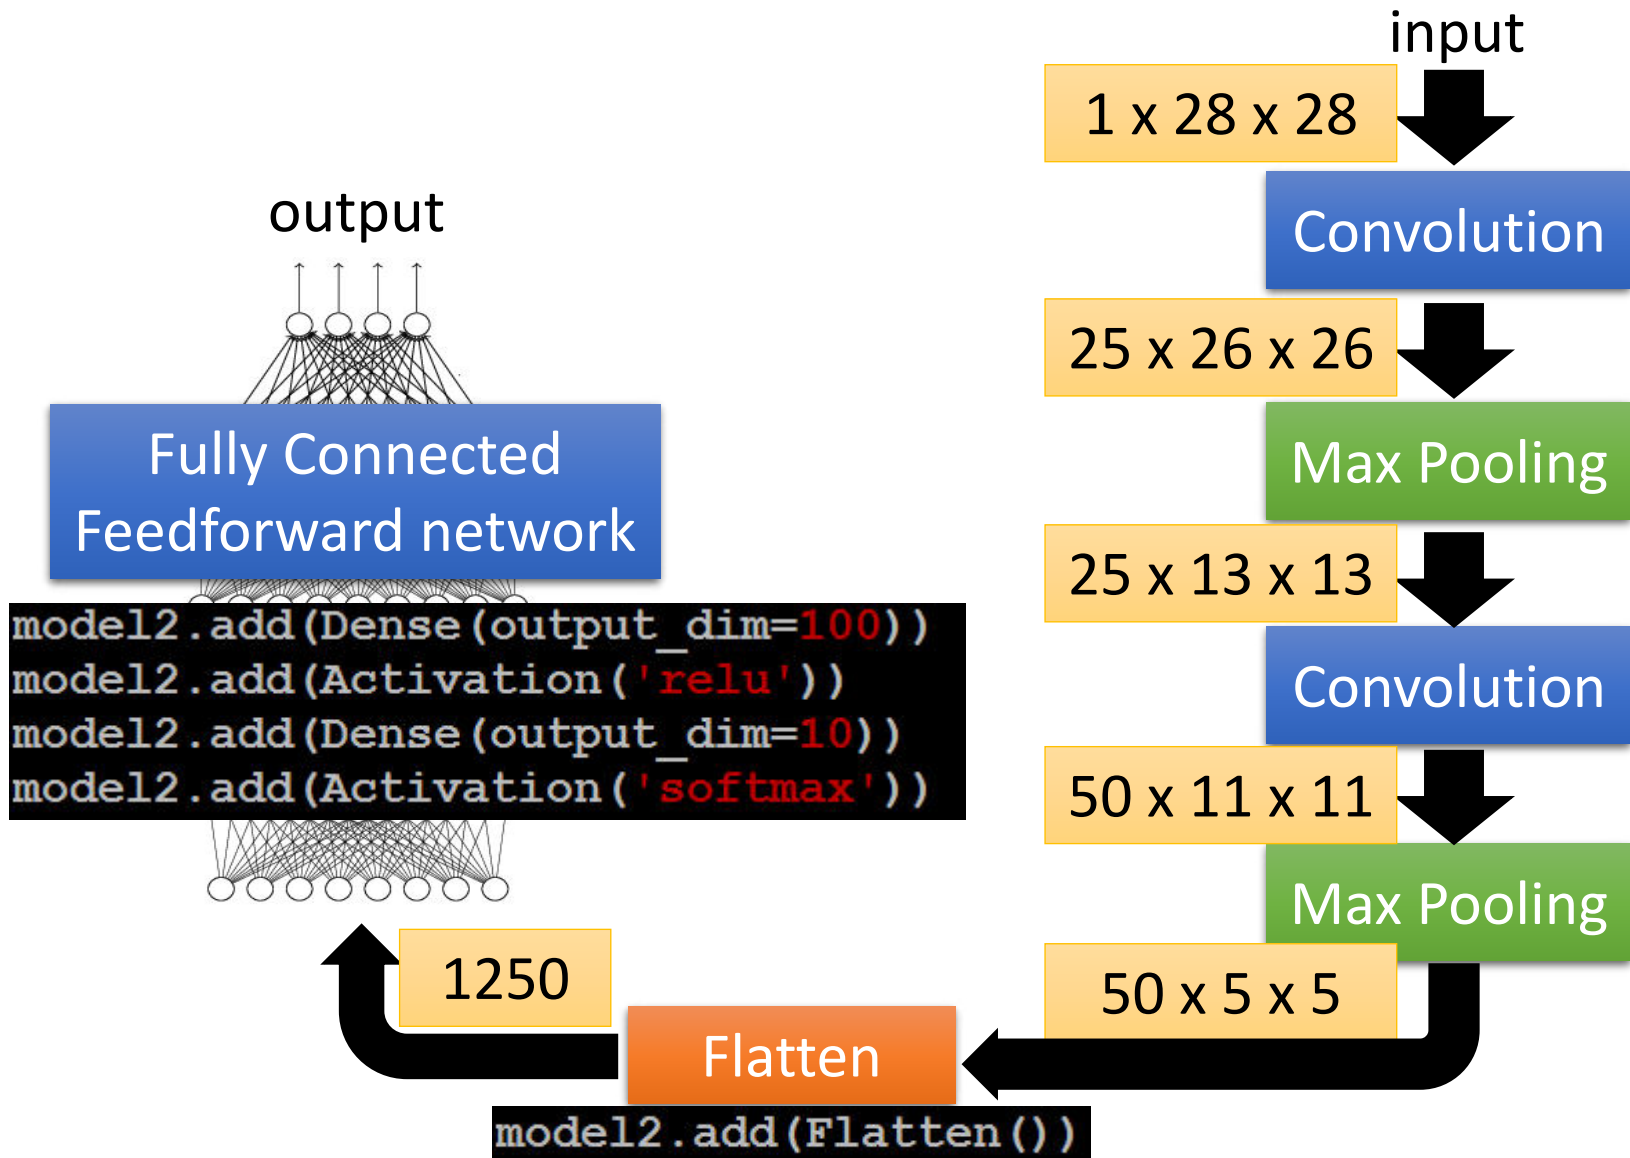 input
1 x 28 x 28
Convolution
25 x 26 x 26
Max Pooling
25 x 13 x 13
Convolution
50 x 11 x 11
Max Pooling
50 x 5 x 5
Flatten
model2.add(Flatten())
1250
output
Fully Connected
Feedforward network
model2.add(Dense(output_dim=100))
model2.add(Activation('relu'))
model2.add(Dense(output_dim=10))
model2.add(Activation('softmax'))